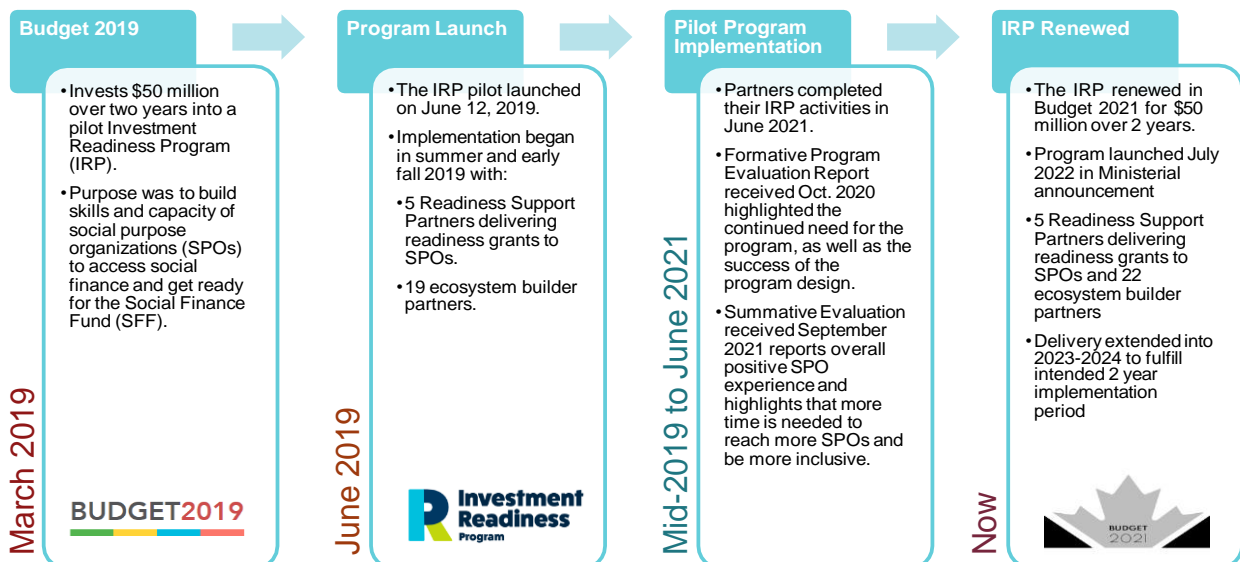 Budget 2019
• Invests $50 million
over two years into a
pilot Investment
Readiness Program
(IRP).
• Purpose was to build
skills and capacity of
social purpose
organizations (SPOs)
to access social
finance and get ready
for the Social Finance
Fund (SFF).
March 2019
BUDGET2019
Program Launch
• The IRP pilot launched
on June 12, 2019.
• Implementation began
in summer and early
fall 2019 with:
• 5 Readiness Support
Partners delivering
readiness grants to
SPOs.
• 19 ecosystem builder
partners.
June 2019
Investment
Readiness
Program
Pilot Program
Implementation
• Partners completed
their IRP activities in
June 2021.
• Formative Program
Evaluation Report
received Oct. 2020
highlighted the
continued need for the
program, as well as the
success of the
program design.
• Summative Evaluation
received September
2021 reports overall
positive SPO
experience and
highlights that more
time is needed to
reach more SPOs and
be more inclusive.
Mid-2019 to June 2021
IRP Renewed
• The IRP renewed in
Budget 2021 for $50
million over 2 years.
• Program launched July
2022 in Ministerial
announcement
• 5 Readiness Support
Partners delivering
readiness grants to
SPOs and 22
ecosystem builder
partners
• Delivery extended into
2023-2024 to fulfill
intended 2 year
implementation
period
Now
BUDGET
2021